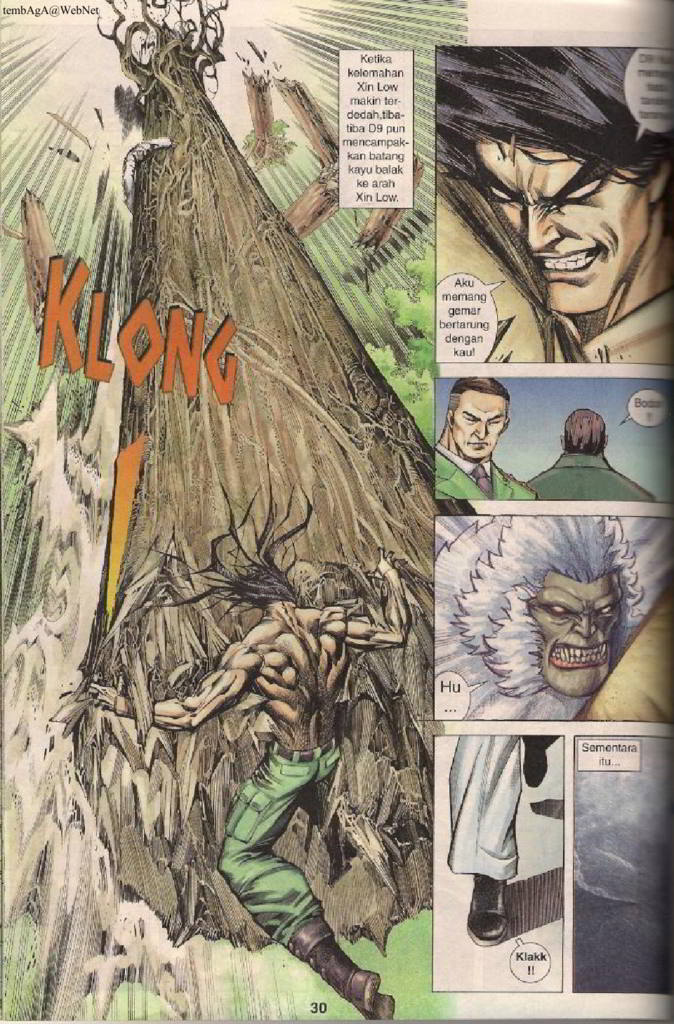 tembAgA@WebNet
Ketika
kelemahan
Xin Low
makin ter-
dedah,tiba-
tiba D9 pun
mencampak-
kan batang
kayu balak
ke arah
Xin Low.
KLONG
Aku
memang
gemar
bertarung
dengan
kau!
!!
Hu
...
Klakk
!!
Sementara
itu...
30